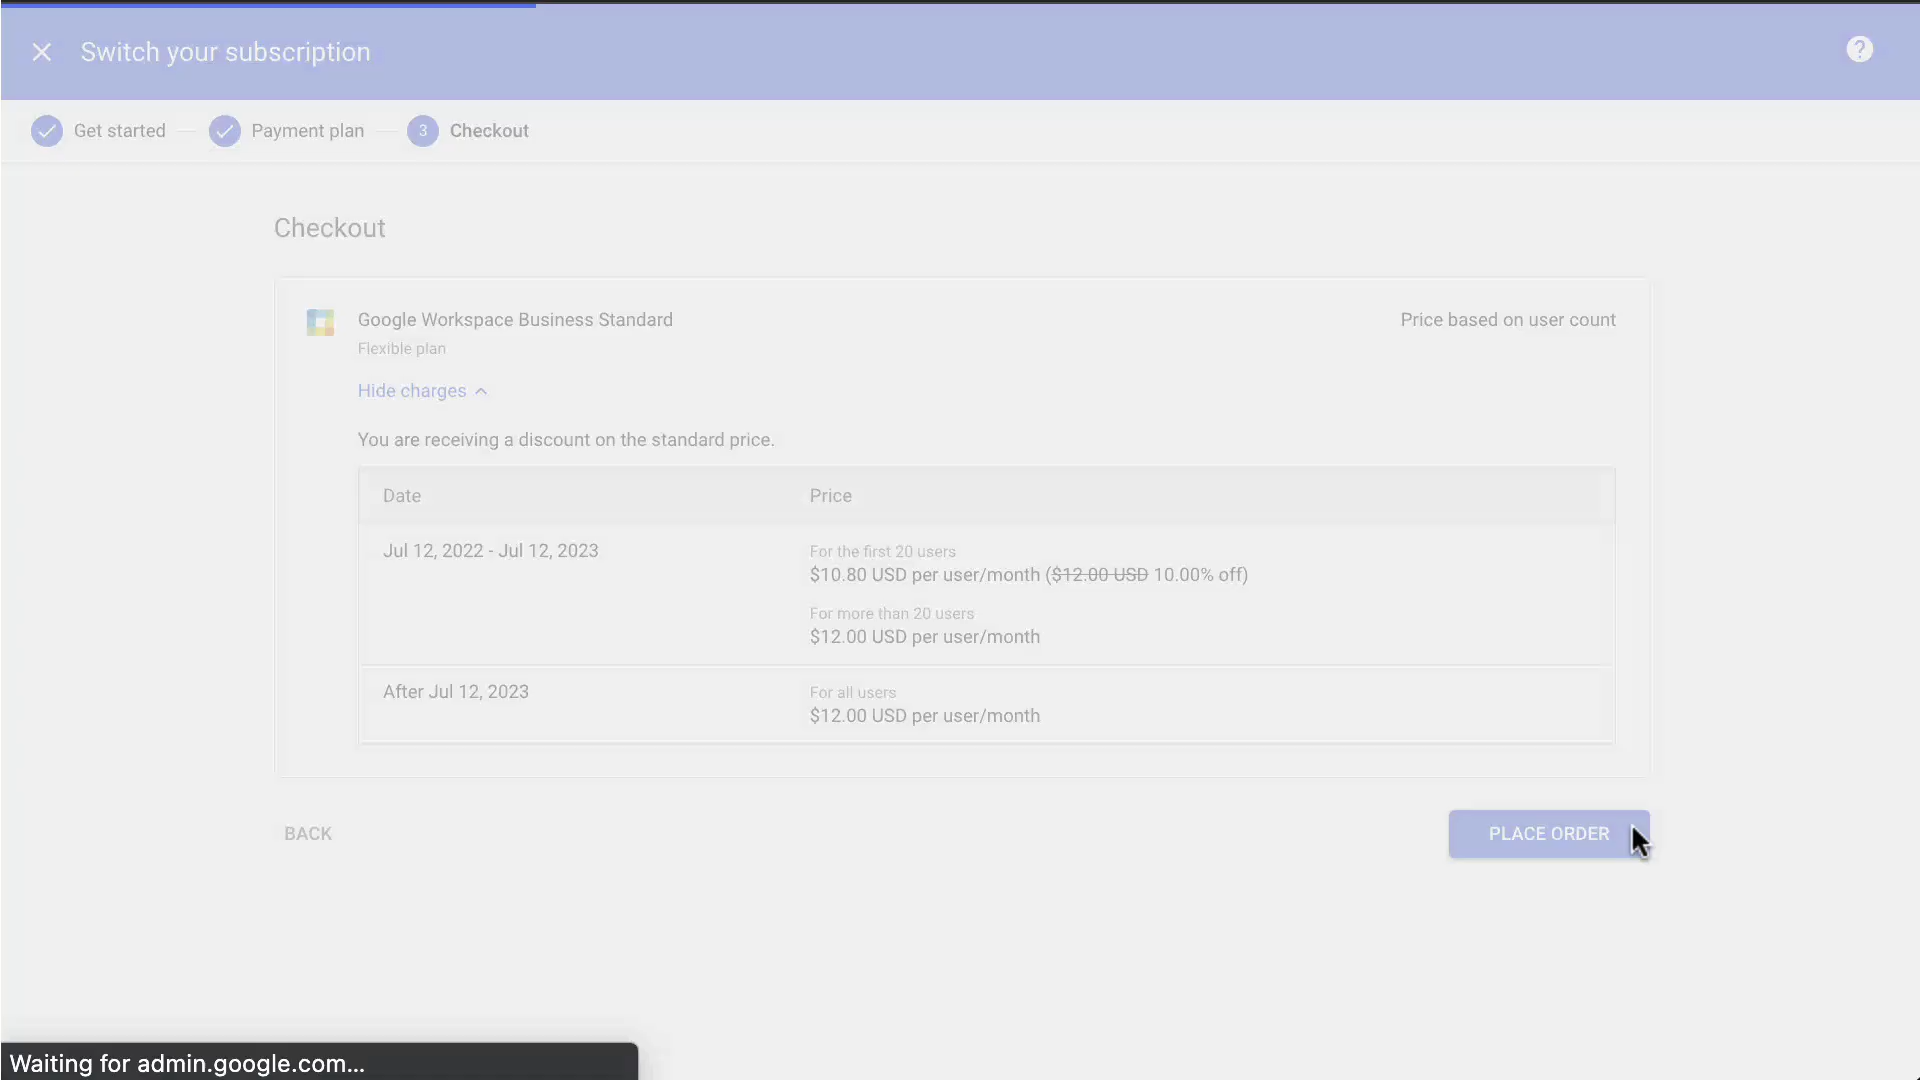 Switch your subscription
?
Get started
Payment plan
3 Checkout
Checkout
Google Workspace Business Standard
Price based on user count
Flexible plan
Hide charges
You are receiving a discount on the standard price.
Date Price
Jul 12, 2022 - Jul 12, 2023
For the first 20 users
$10.80 USD per user/month ($12.00 USD 10.00% off)
For more than 20 users
$12.00 USD per user/month
After Jul 12, 2023
For all users
$12.00 USD per user/month
BACK
PLACE ORDER
Waiting for admin.google.com...